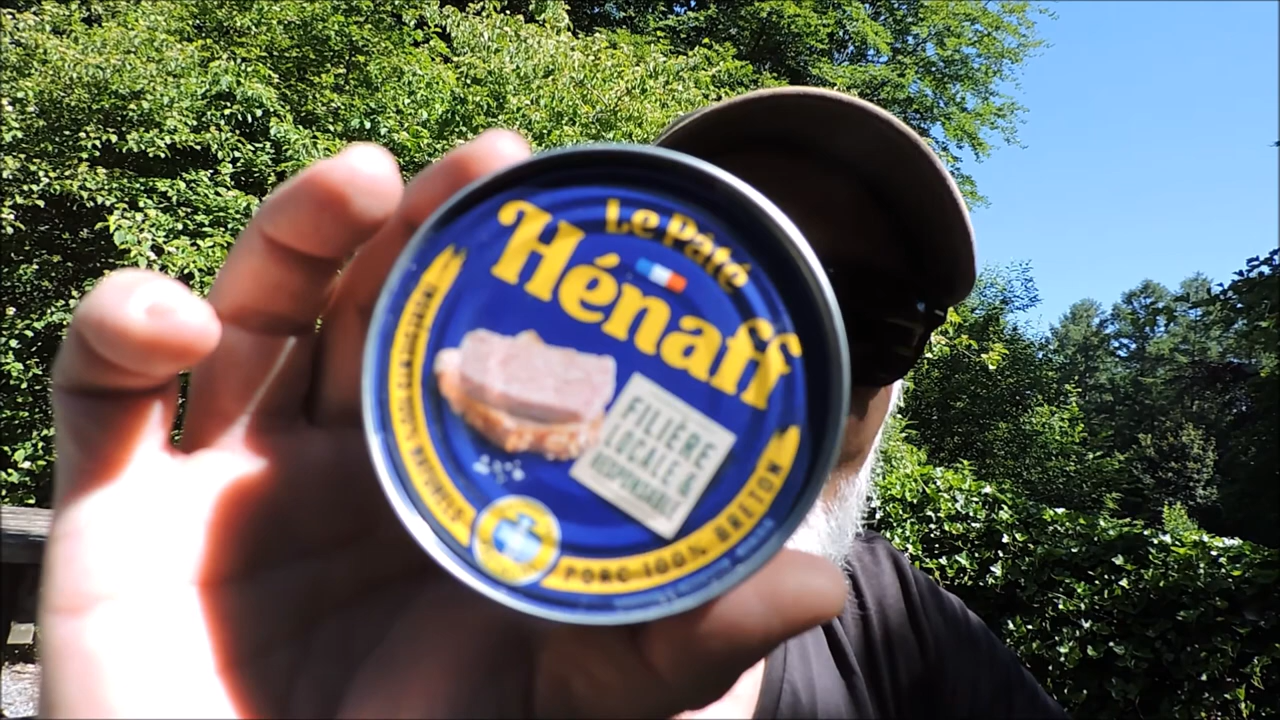 Le Pâté
Hénaff
FILIÈRE
LOCALE &
RESPONSABLE
PORC 100% BRETON